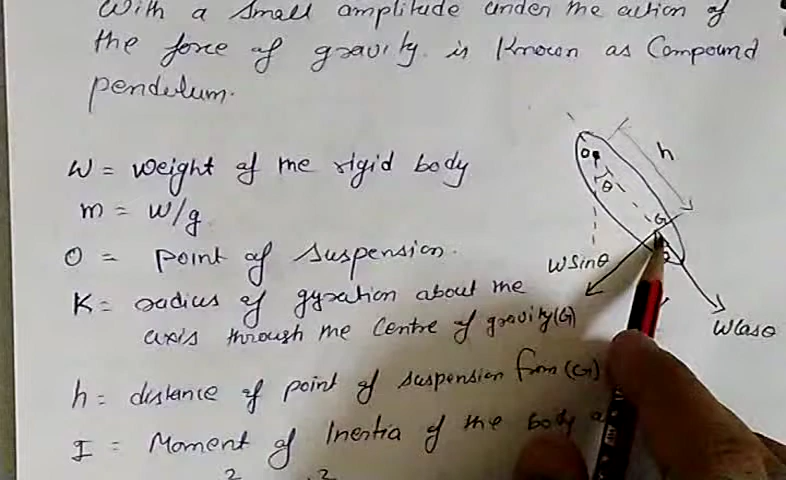 With a small amplitude under the action of
the force of gravity. is Known as Compound
pendulum.
W = weight of the rigid body
m = W/g
O = point of suspension.
K = radius of gyration about the
axis through the Centre of gravity(G)
h = distance of point of suspension from (G)
I = Moment of Inertia of the body a
2 2
O
θ
h
G
W Sinθ
W Cosθ